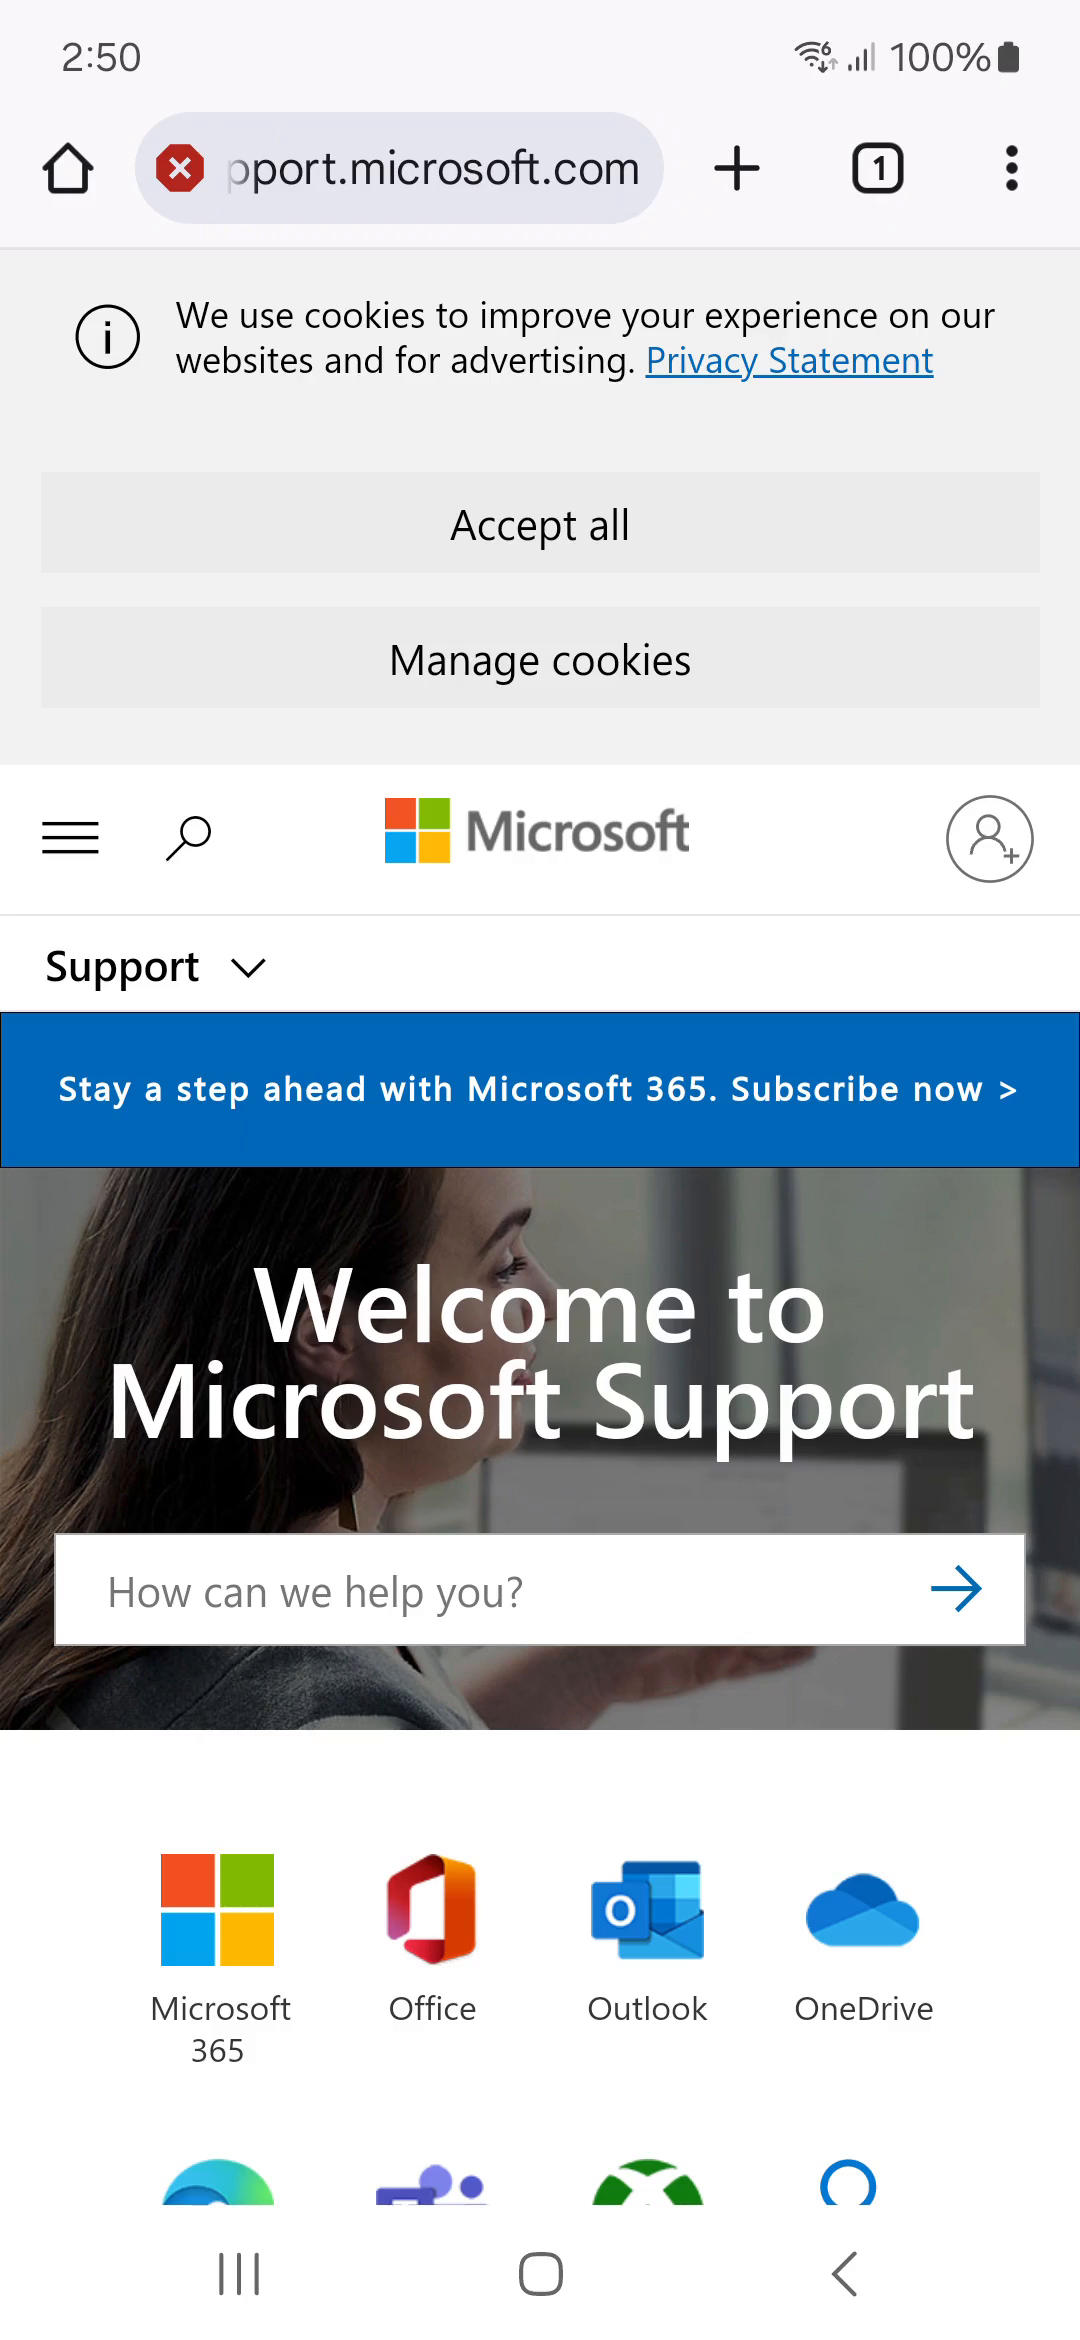 2:50
6
100%
pport.microsoft.com
1
We use cookies to improve your experience on our
websites and for advertising. Privacy Statement
Accept all
Manage cookies
Microsoft
Support
Stay a step ahead with Microsoft 365. Subscribe now >
Welcome to
Microsoft Support
How can we help you?
Microsoft
365
Office
Outlook
OneDrive